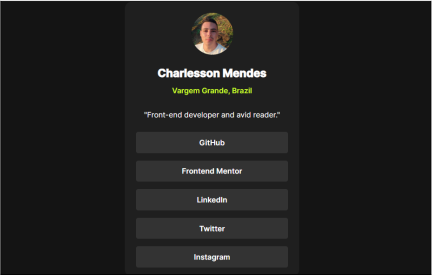 Charlesson Mendes
Vargem Grande, Brazil
"Front-end developer and avid reader."
GitHub
Frontend Mentor
LinkedIn
Twitter
Instagram